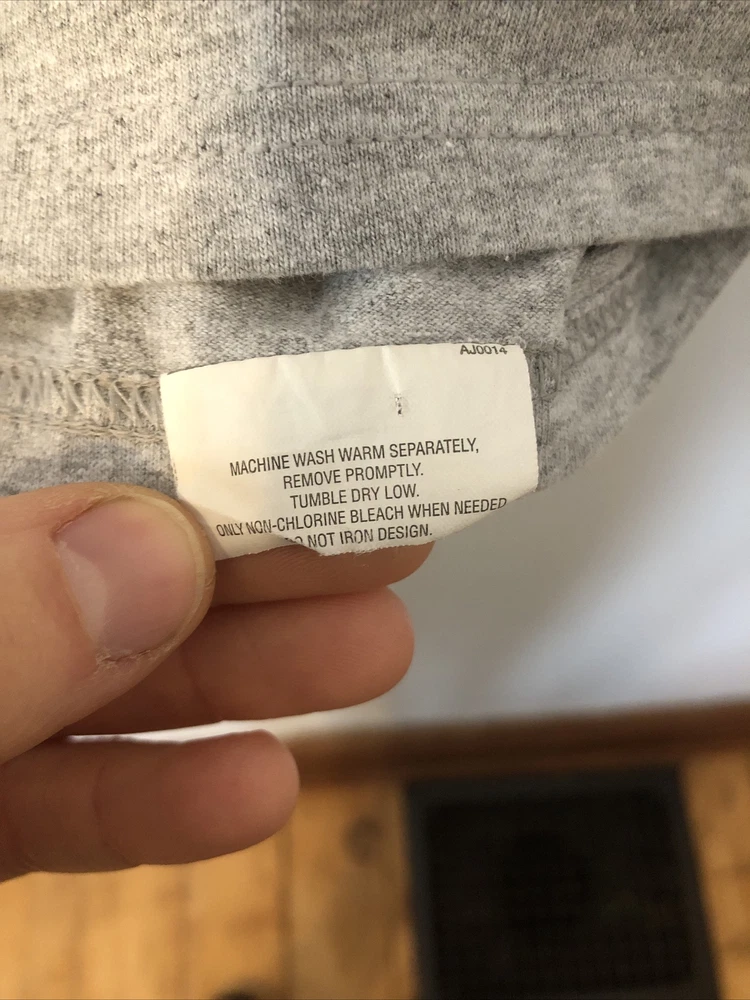 AJ0014
MACHINE WASH WARM SEPARATELY,
REMOVE PROMPTLY.
TUMBLE DRY LOW.
ONLY NON-CHLORINE BLEACH WHEN NEEDED
DO NOT IRON DESIGN.